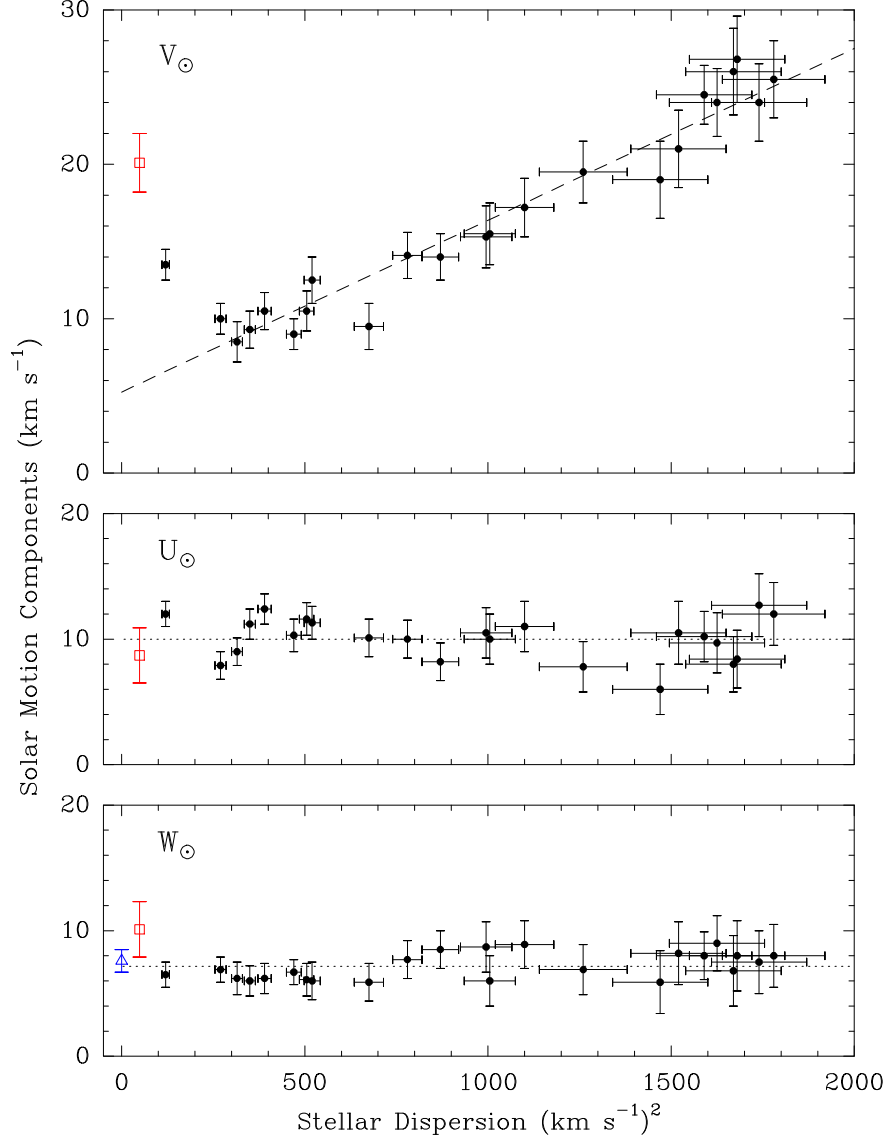 30
20
10
0
V⊙
20
10
0
U⊙
20
10
0
W⊙
0 500 1000 1500 2000
Stellar Dispersion (km s⁻¹)²
Solar Motion Components (km s⁻¹)